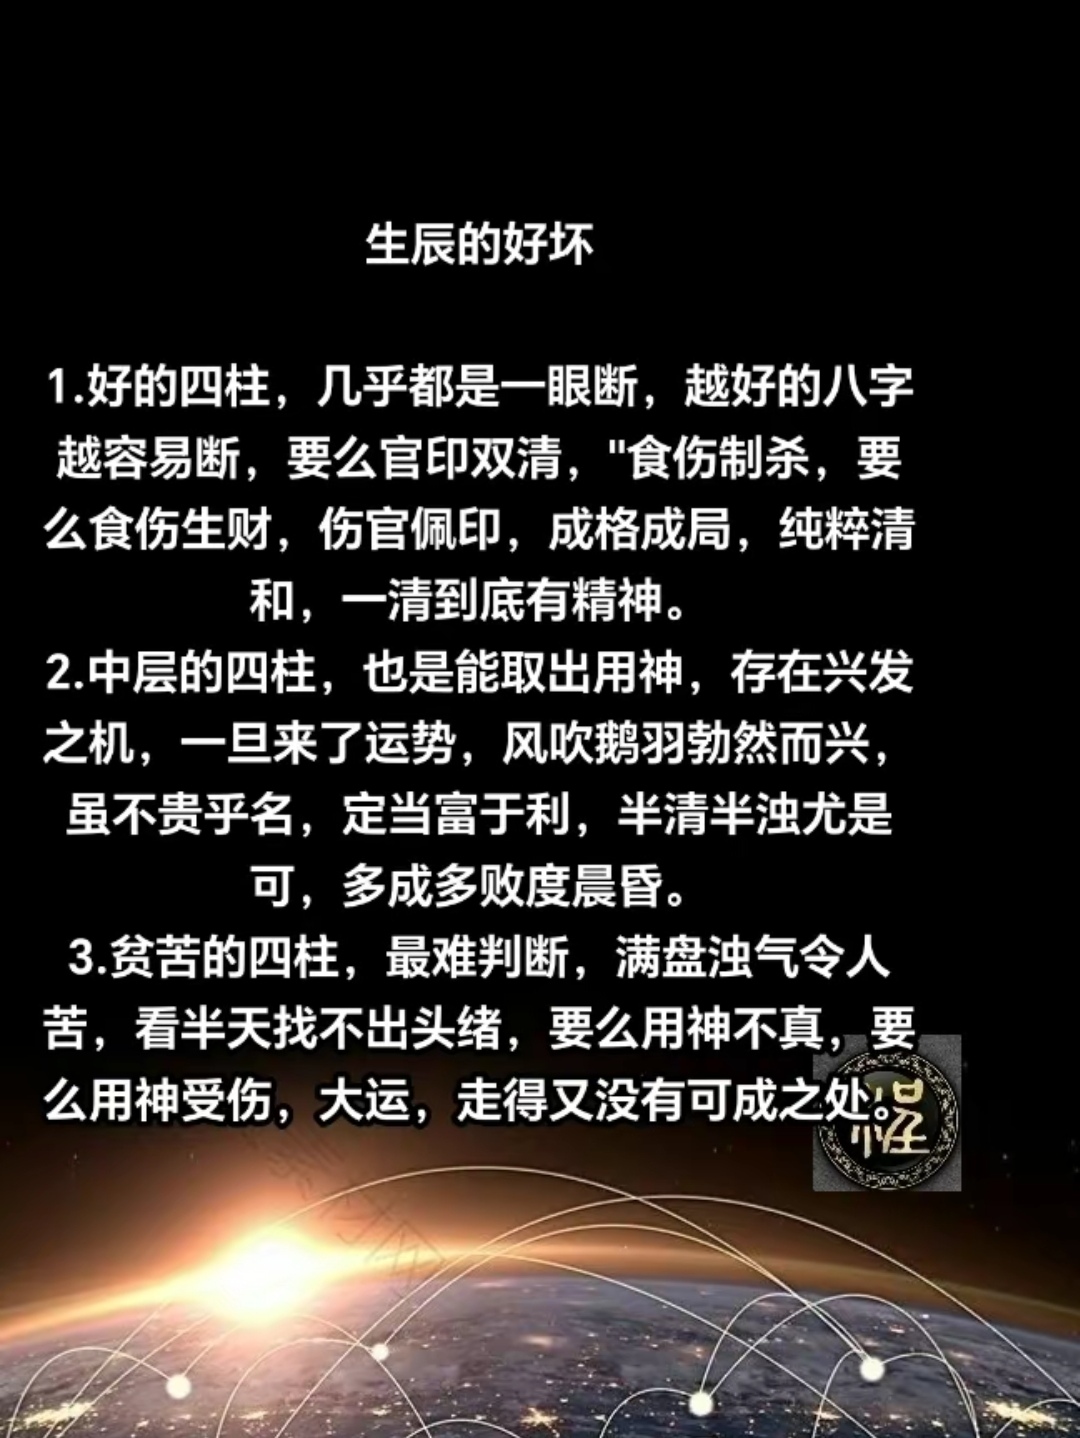 生辰的好坏
1.好的四柱，几乎都是一眼断，越好的八字
越容易断，要么官印双清，"食伤制杀，要
么食伤生财，伤官佩印，成格成局，纯粹清
和，一清到底有精神。
2.中层的四柱，也是能取出用神，存在兴发
之机，一旦来了运势，风吹鹅羽勃然而兴，
虽不贵乎名，定当富于利，半清半浊尤是
可，多成多败度晨昏。
3.贫苦的四柱，最难判断，满盘浊气令人
苦，看半天找不出头绪，要么用神不真，要
么用神受伤，大运，走得又没有可成之处。